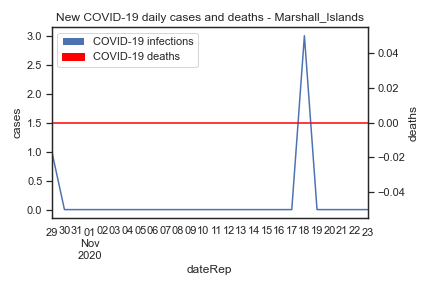 New COVID-19 daily cases and deaths - Marshall_Islands
COVID-19 infections
COVID-19 deaths
3.0
2.5
2.0
1.5
1.0
0.5
0.0
cases
0.04
0.02
0.00
−0.02
−0.04
deaths
29 30 31 01 02 03 04 05 06 07 08 09 10 11 12 13 14 15 16 17 18 19 20 21 22 23
Nov
2020
dateRep